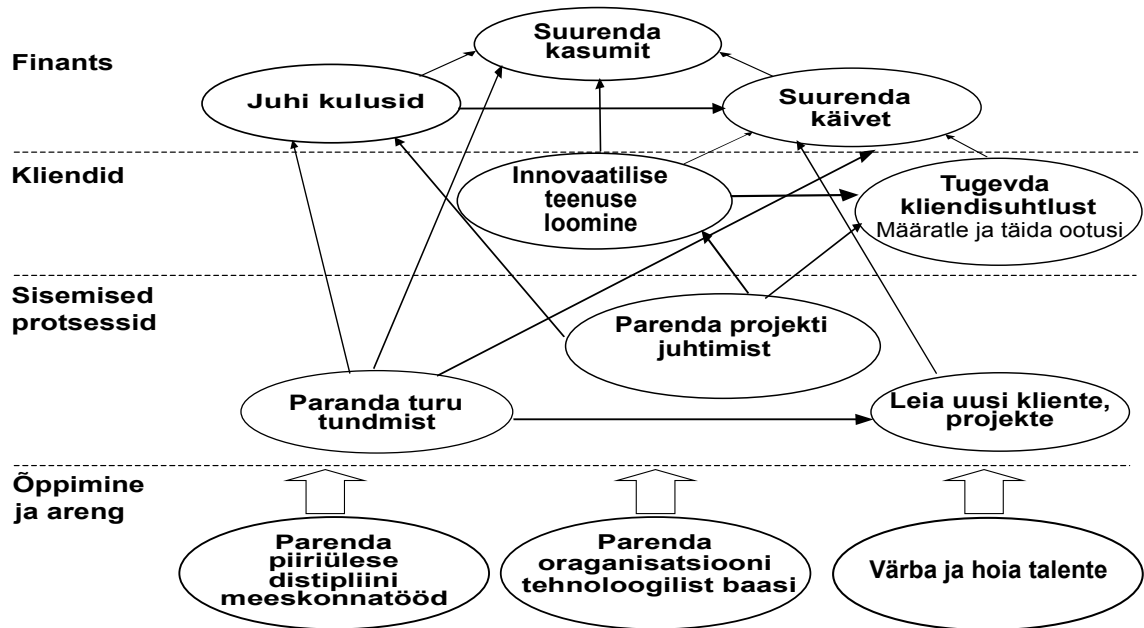 Finants
Suurenda
kasumit
Juhi kulusid
Suurenda
käivet
Kliendid
Innovaatilise
teenuse
loomine
Tugevda
kliendisuhtlust
Määratle ja täida ootusi
Sisemised
protsessid
Parenda projekti
juhtimist
Paranda turu
tundmist
Leia uusi kliente,
projekte
Õppimine
ja areng
Parenda
piiriülese
distipliini
meeskonnatööd
Parenda
oraganisatsiooni
tehnoloogilist baasi
Värba ja hoia talente